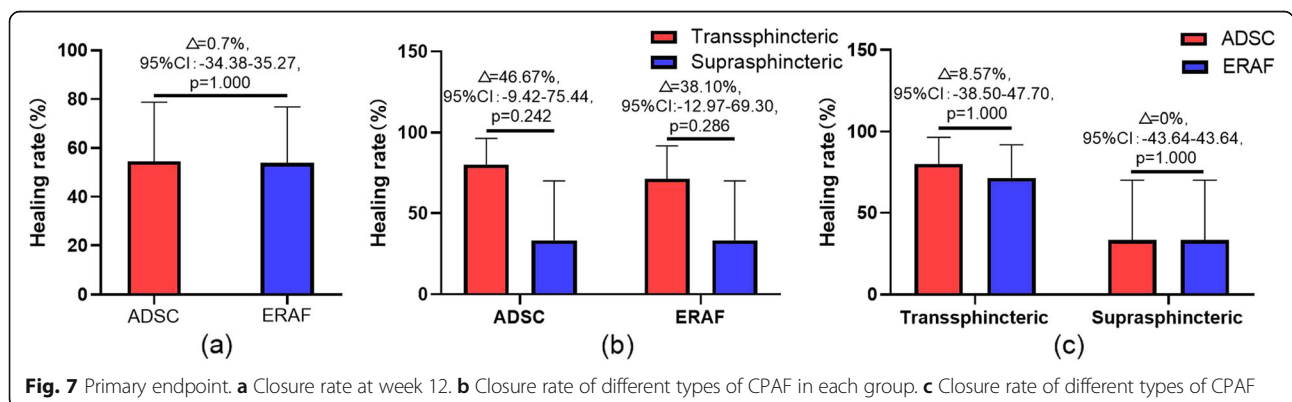 △=0.7%,
95%CI:-34.38-35.27,
p=1.000
Healing rate (%)
100
80
60
40
20
0
ADSC
ERAF
(a)
Transsphincteric
Suprasphincteric
△=46.67%,
95%CI:-9.42-75.44,
p=0.242
△=38.10%,
95%CI:-12.97-69.30,
p=0.286
Healing rate (%)
150
100
50
0
ADSC
ERAF
(b)
ADSC
ERAF
△=8.57%,
95%CI:-38.50-47.70,
p=1.000
△=0%,
95%CI:-43.64-43.64,
p=1.000
Healing rate (%)
150
100
50
0
Transsphincteric
Suprasphincteric
(c)
Fig. 7 Primary endpoint. a Closure rate at week 12. b Closure rate of different types of CPAF in each group. c Closure rate of different types of CPAF